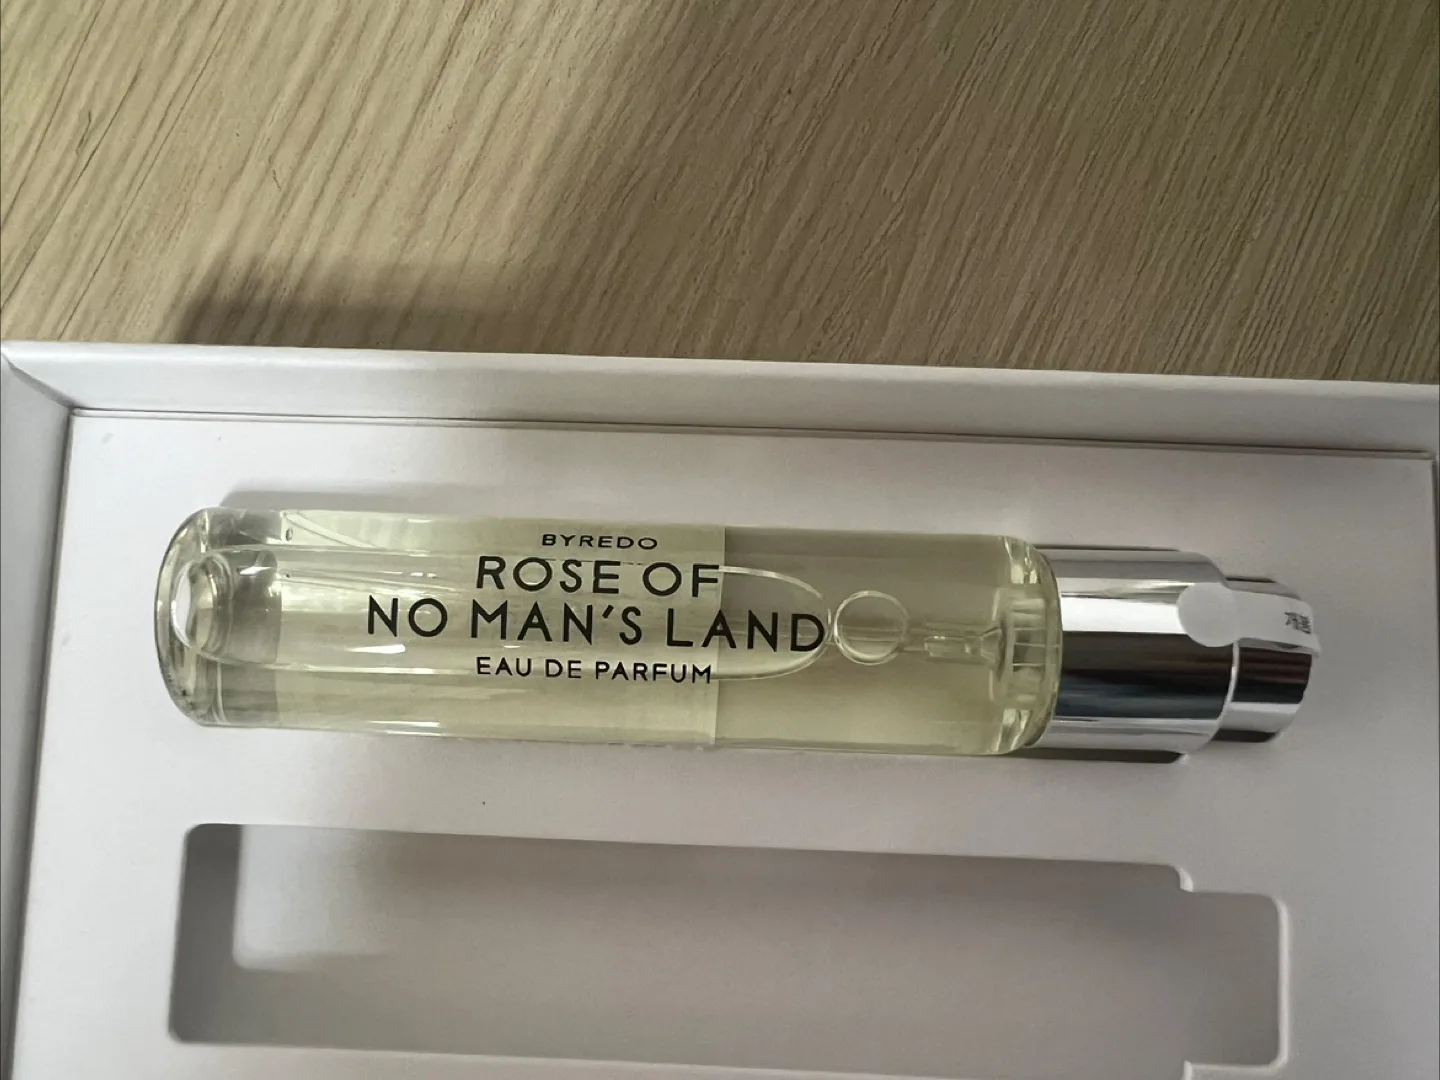 BYREDO
ROSE OF
NO MAN'S LAND
EAU DE PARFUM